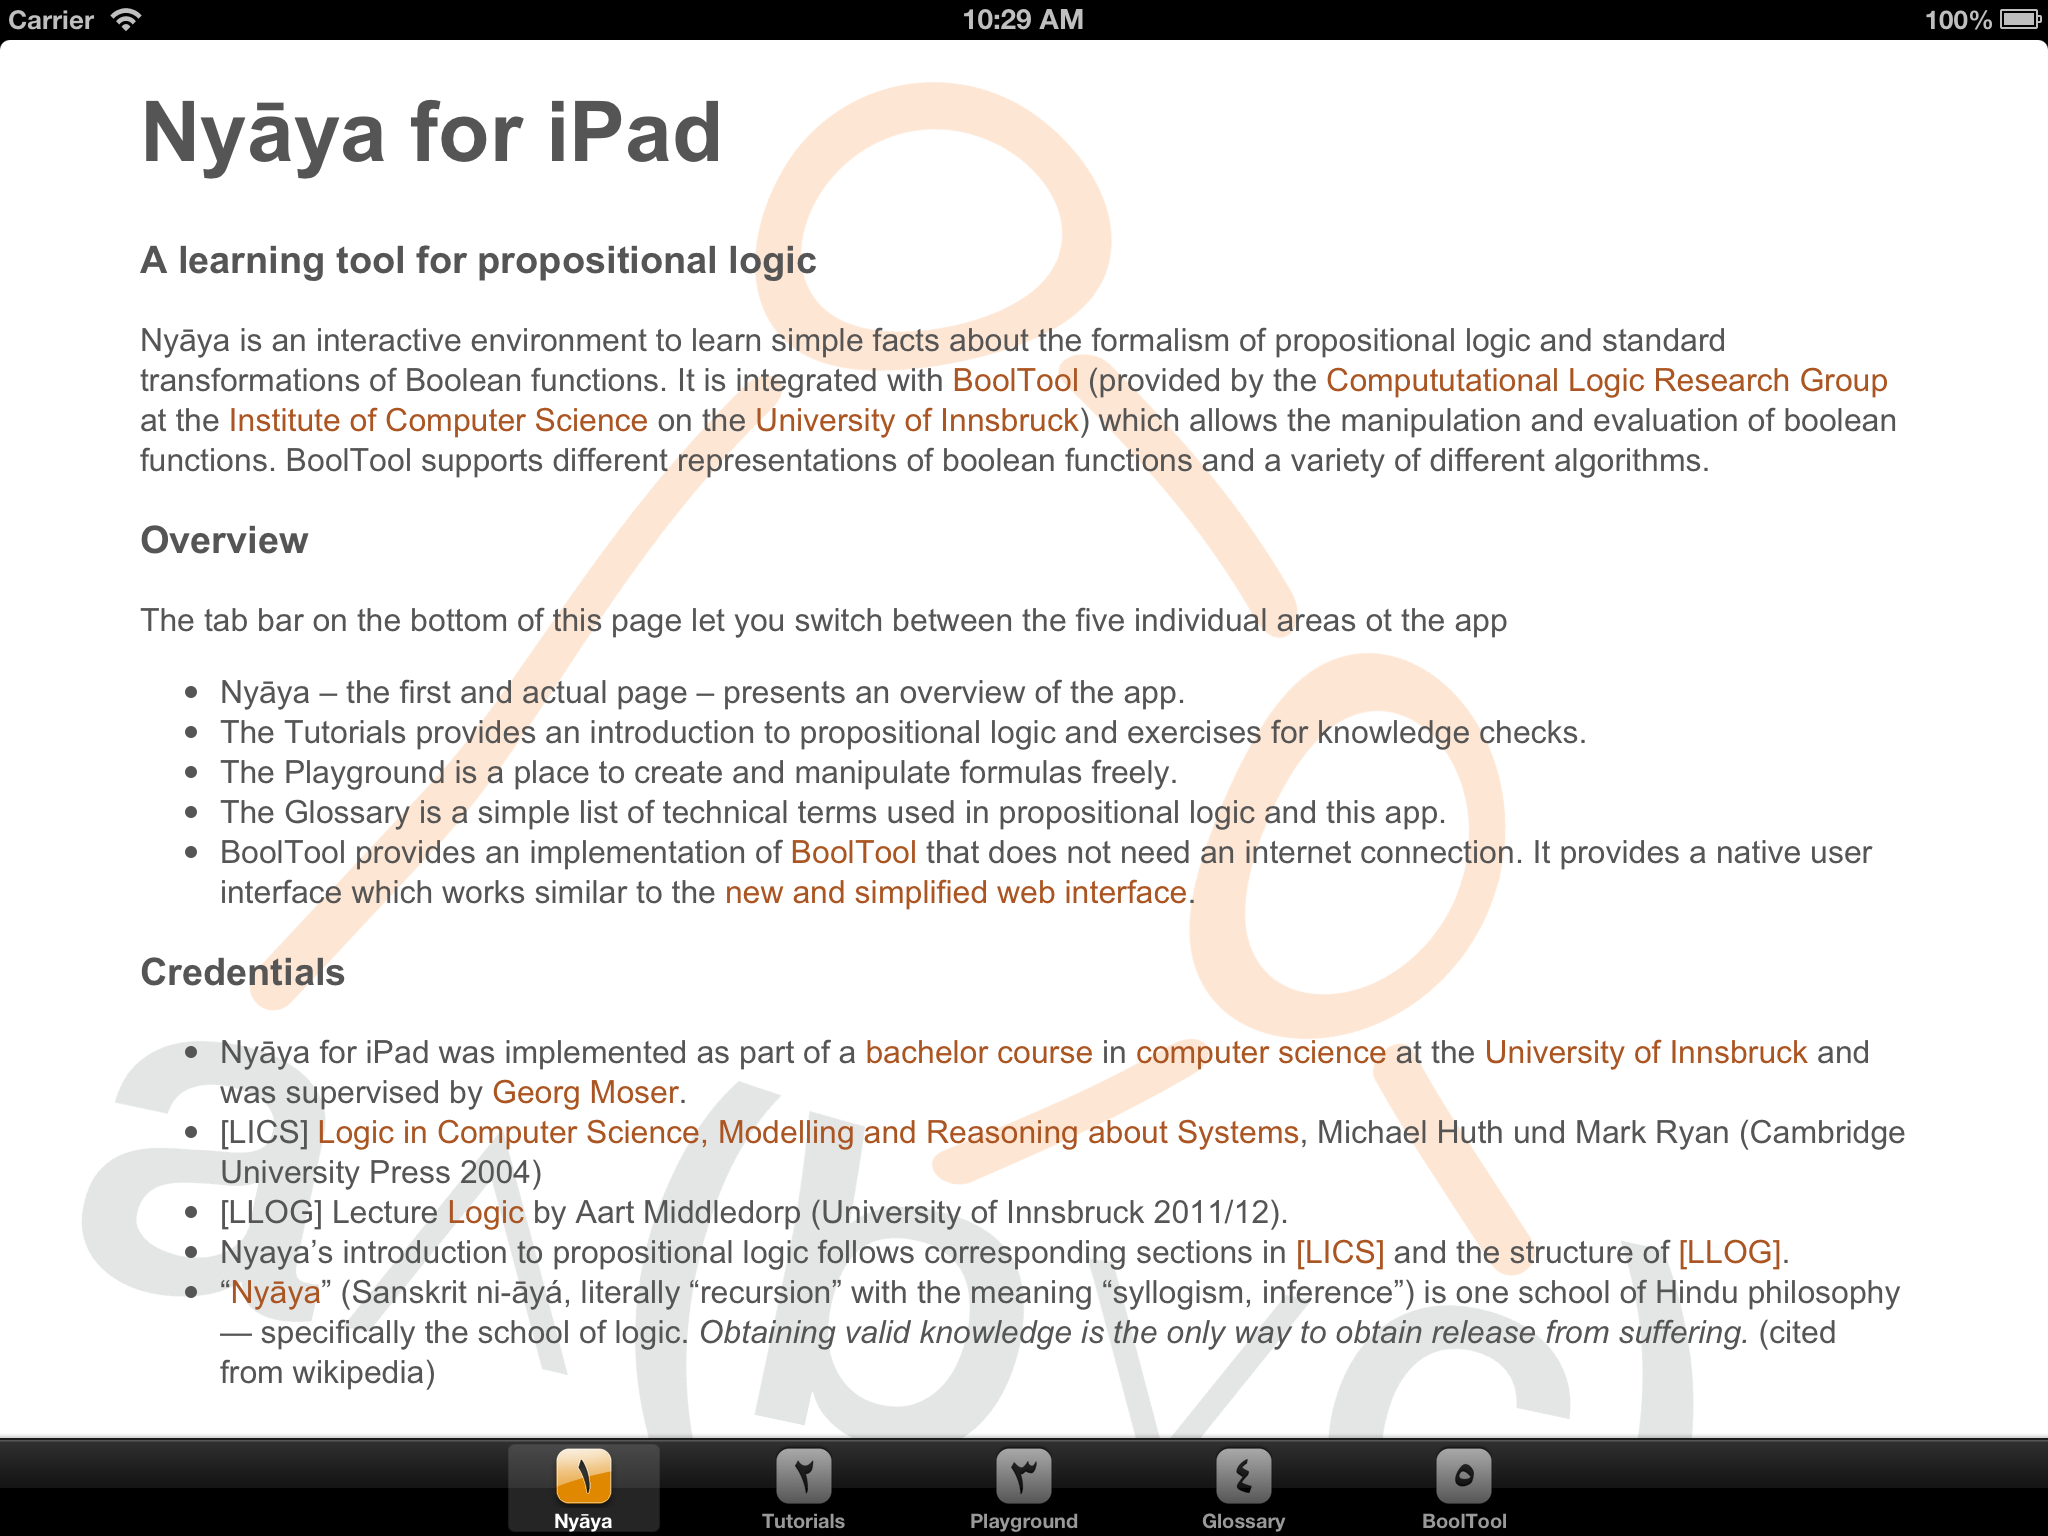 Carrier 10:29 AM 100%
Nyāya for iPad
A learning tool for propositional logic
Nyāya is an interactive environment to learn simple facts about the formalism of propositional logic and standard
transformations of Boolean functions. It is integrated with BoolTool (provided by the Compututational Logic Research Group
at the Institute of Computer Science on the University of Innsbruck) which allows the manipulation and evaluation of boolean
functions. BoolTool supports different representations of boolean functions and a variety of different algorithms.
Overview
The tab bar on the bottom of this page let you switch between the five individual areas ot the app
• Nyāya – the first and actual page – presents an overview of the app.
• The Tutorials provides an introduction to propositional logic and exercises for knowledge checks.
• The Playground is a place to create and manipulate formulas freely.
• The Glossary is a simple list of technical terms used in propositional logic and this app.
• BoolTool provides an implementation of BoolTool that does not need an internet connection. It provides a native user
interface which works similar to the new and simplified web interface.
Credentials
• Nyāya for iPad was implemented as part of a bachelor course in computer science at the University of Innsbruck and
was supervised by Georg Moser.
• [LICS] Logic in Computer Science, Modelling and Reasoning about Systems, Michael Huth und Mark Ryan (Cambridge
University Press 2004)
• [LLOG] Lecture Logic by Aart Middledorp (University of Innsbruck 2011/12).
• Nyaya’s introduction to propositional logic follows corresponding sections in [LICS] and the structure of [LLOG].
• “Nyāya” (Sanskrit ni-āyá, literally “recursion” with the meaning “syllogism, inference”) is one school of Hindu philosophy
— specifically the school of logic. Obtaining valid knowledge is the only way to obtain release from suffering. (cited
from wikipedia)
a ∧ (b ∨ c)
١ ٢ ٣ ٤ ٥
Nyāya Tutorials Playground Glossary BoolTool